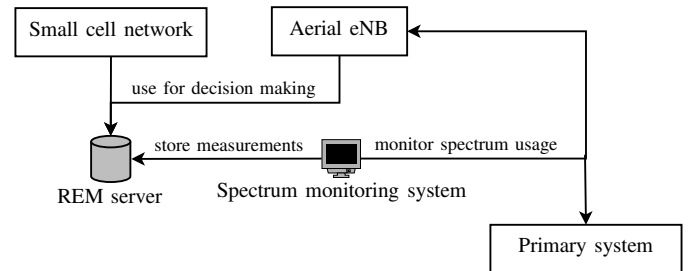 Small cell network
Aerial eNB
use for decision making
store measurements
monitor spectrum usage
REM server
Spectrum monitoring system
Primary system